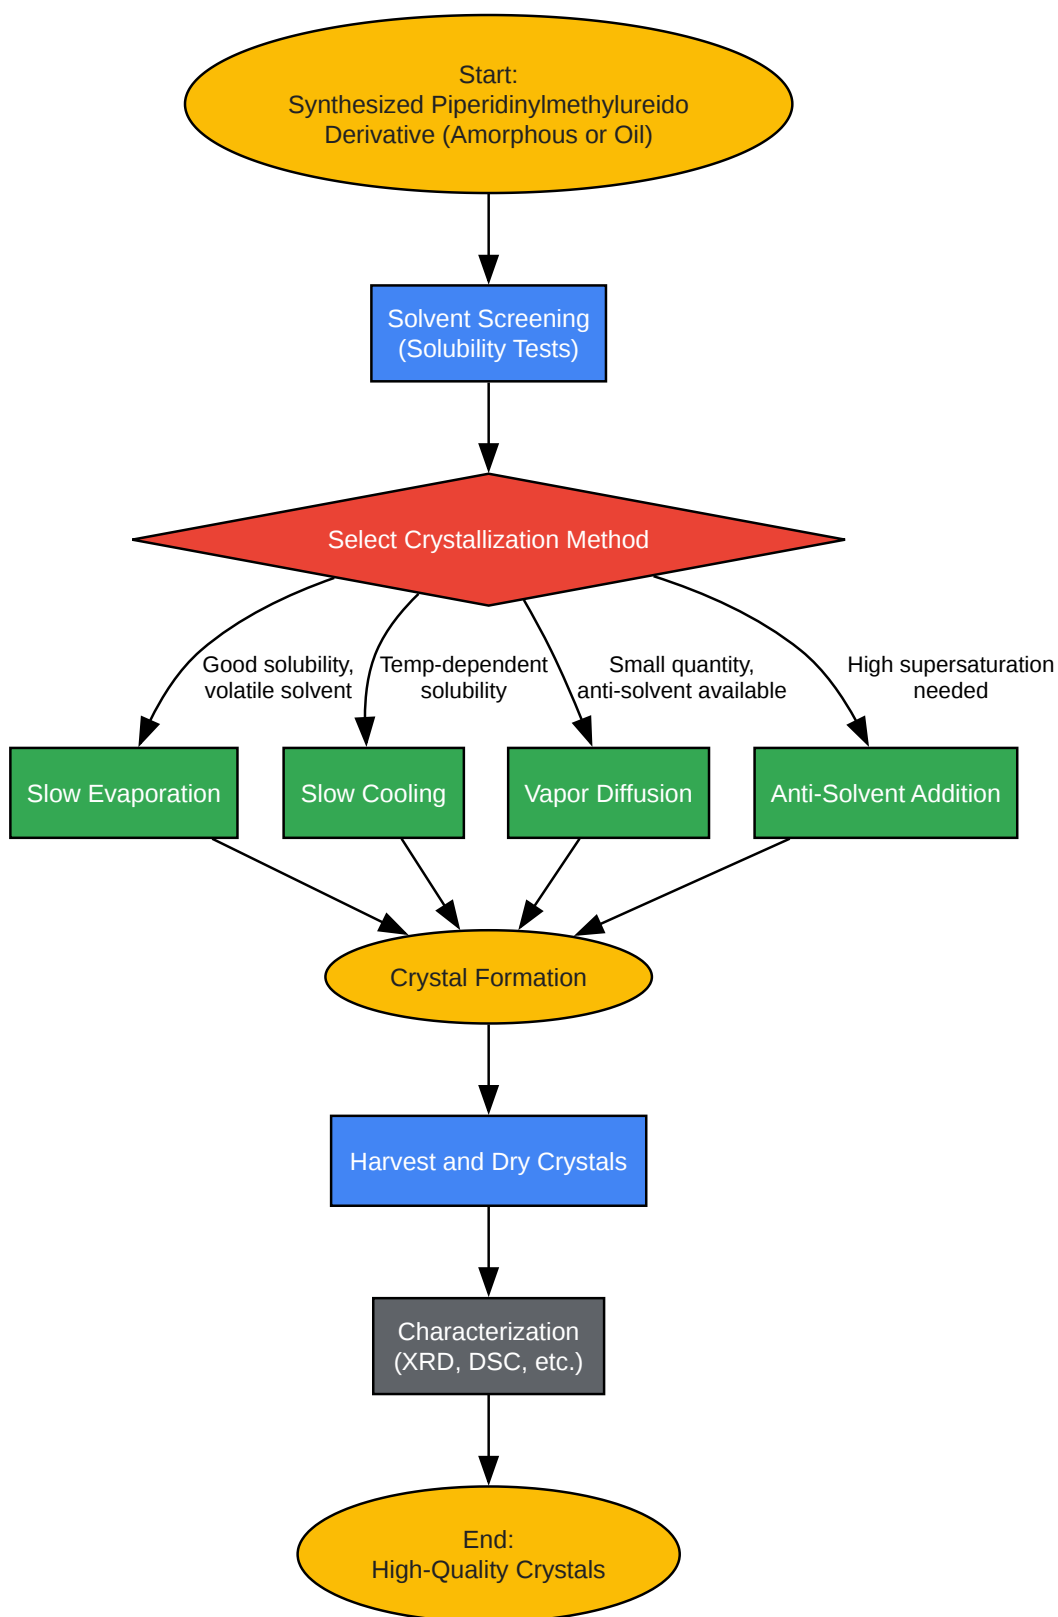 Start:
Synthesized Piperidinylmethylureido
Derivative (Amorphous or Oil)
Solvent Screening
(Solubility Tests)
Select Crystallization Method
Good solubility,
volatile solvent
Temp-dependent
solubility
Small quantity,
anti-solvent available
High supersaturation
needed
Slow Evaporation
Slow Cooling
Vapor Diffusion
Anti-Solvent Addition
Crystal Formation
Harvest and Dry Crystals
Characterization
(XRD, DSC, etc.)
End:
High-Quality Crystals